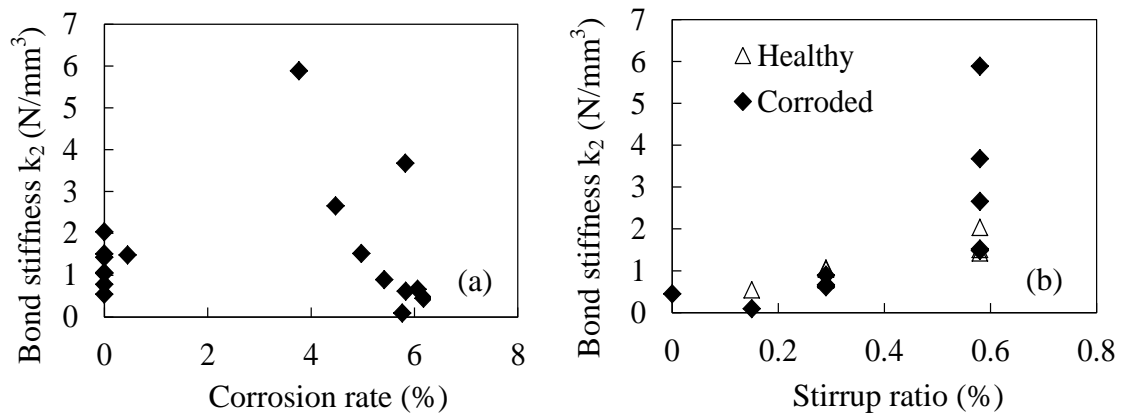 Bond stiffness k₂ (N/mm³)
7
6
5
4
3
2
1
0
0 2 4 6 8
Corrosion rate (%)
(a)
Bond stiffness k₂ (N/mm³)
7
6
5
4
3
2
1
0
0 0.2 0.4 0.6 0.8
Stirrup ratio (%)
Healthy
Corroded
(b)